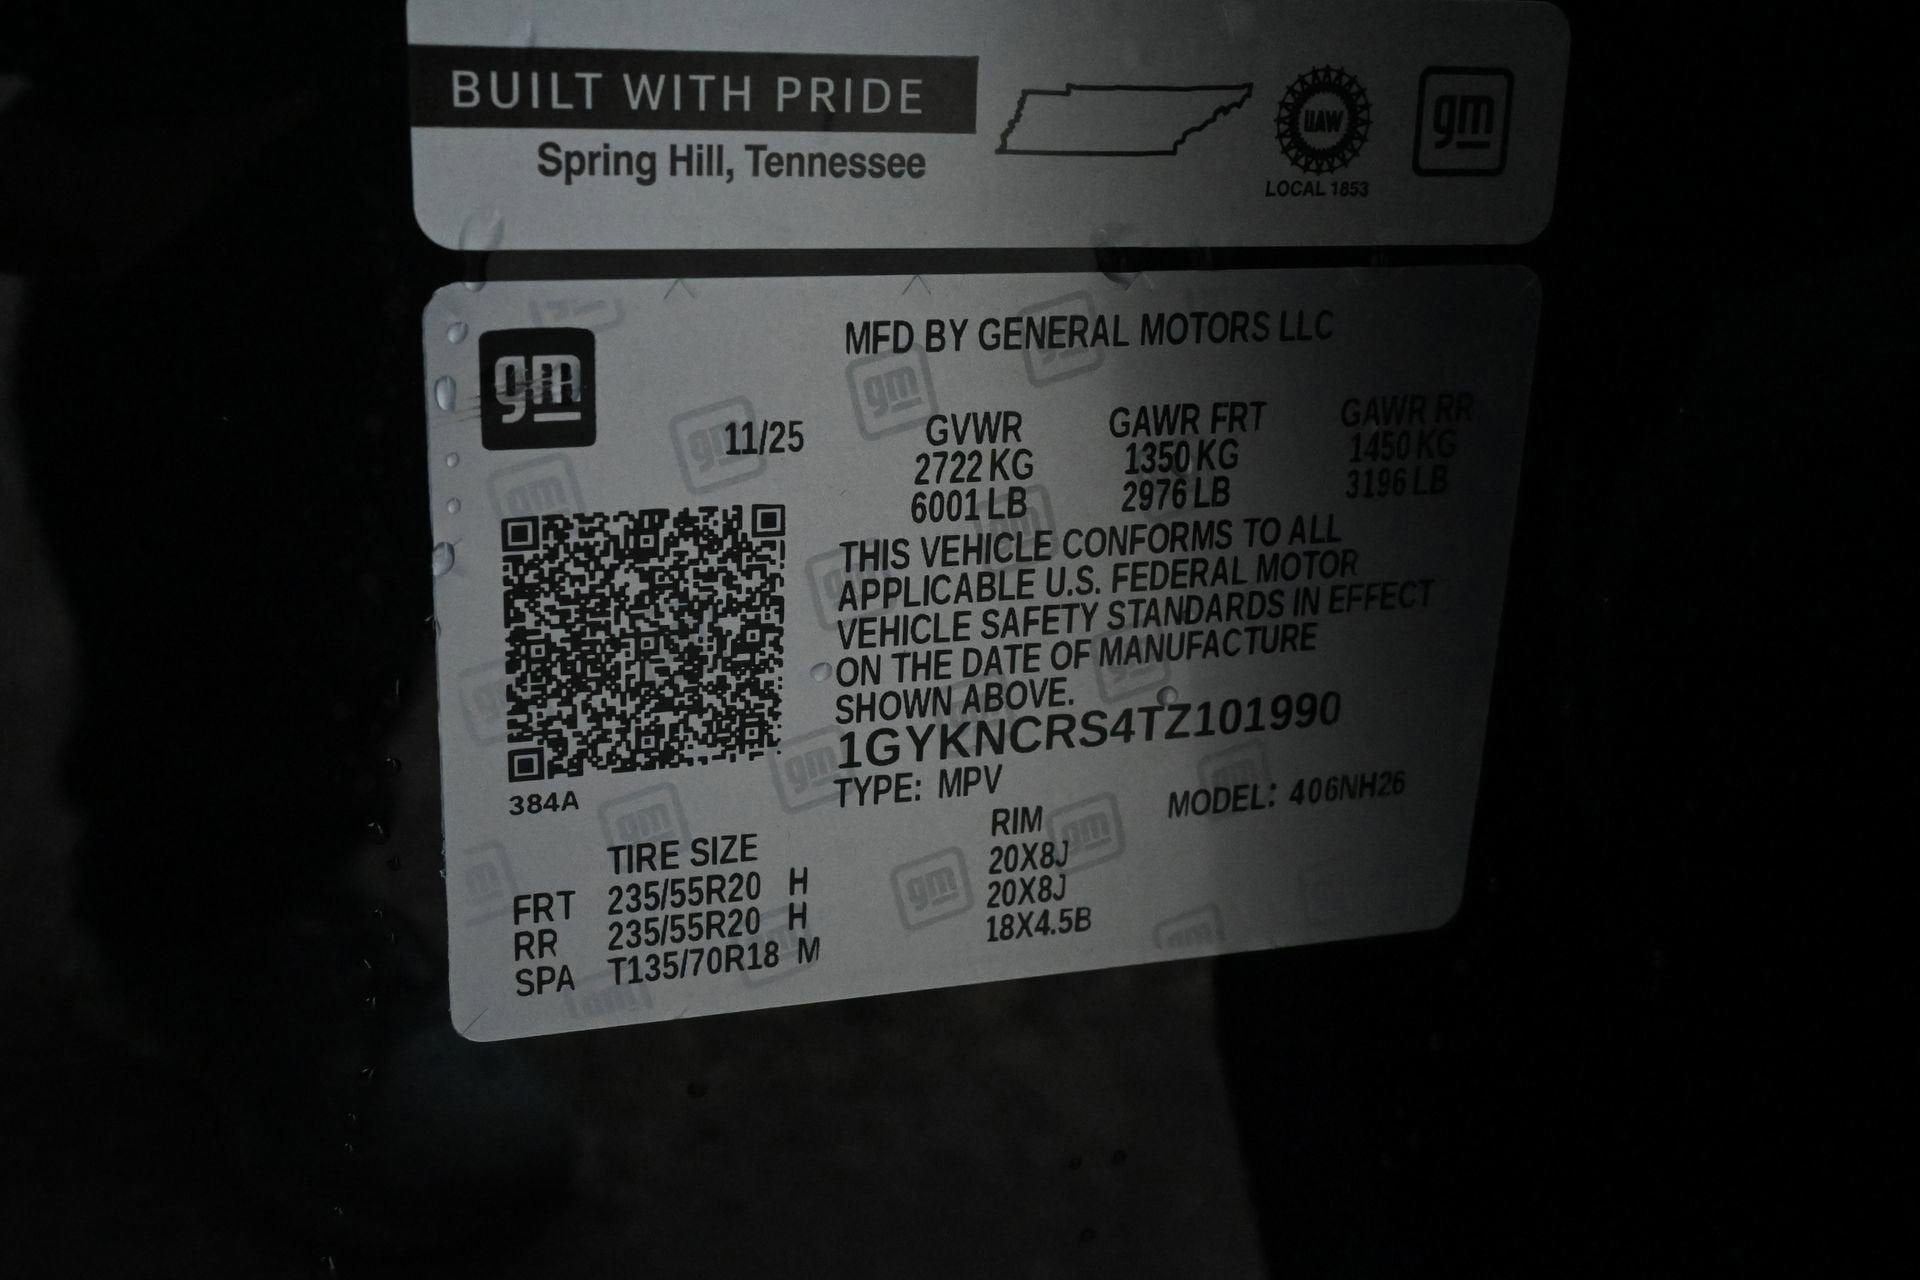 BUILT WITH PRIDE
Spring Hill, Tennessee
UAW
LOCAL 1853
gm
gm
MFD BY GENERAL MOTORS LLC
11/25
GVWR GAWR FRT GAWR RR
2722 KG 1350 KG 1450 KG
6001 LB 2976 LB 3196 LB
THIS VEHICLE CONFORMS TO ALL
APPLICABLE U.S. FEDERAL MOTOR
VEHICLE SAFETY STANDARDS IN EFFECT
ON THE DATE OF MANUFACTURE
SHOWN ABOVE.
1GYKNCRS4TZ101990
TYPE: MPV MODEL: 406NH26
384A
TIRE SIZE RIM
FRT 235/55R20 H 20X8J
RR 235/55R20 H 20X8J
SPA T135/70R18 M 18X4.5B